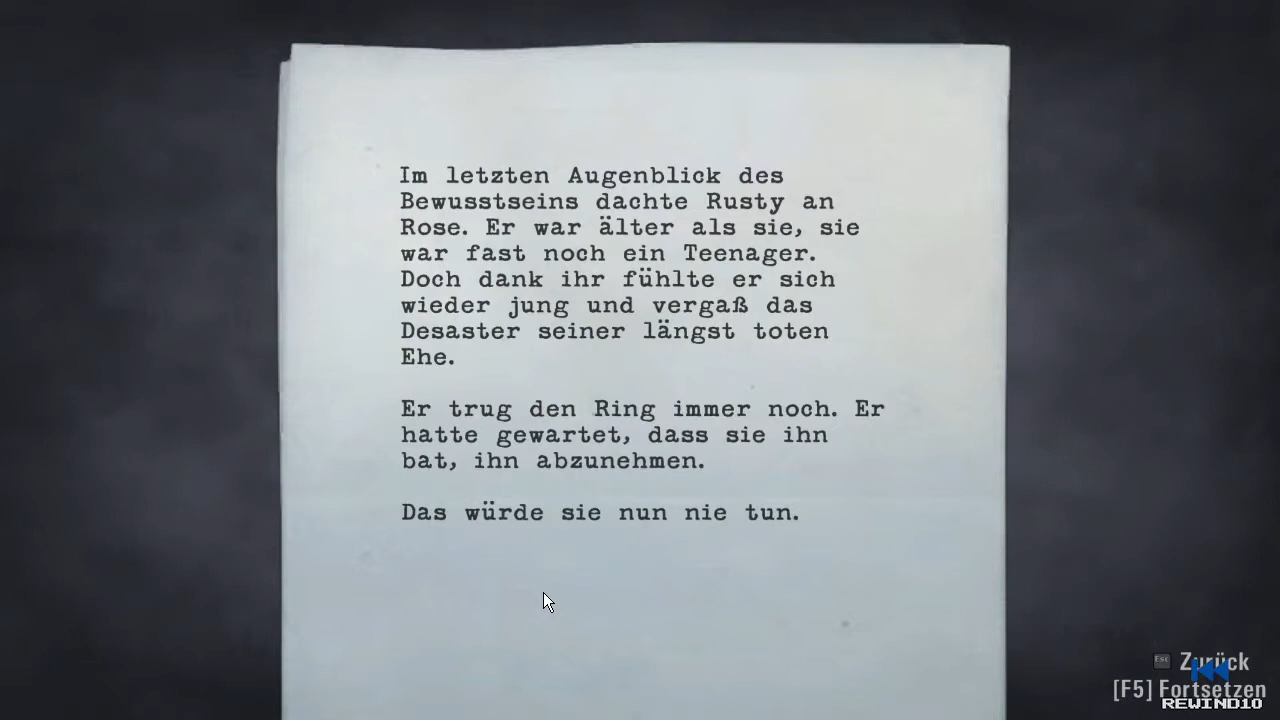 Im letzten Augenblick des
Bewusstseins dachte Rusty an
Rose. Er war älter als sie, sie
war fast noch ein Teenager.
Doch dank ihr fühlte er sich
wieder jung und vergaß das
Desaster seiner längst toten
Ehe.
Er trug den Ring immer noch. Er
hatte gewartet, dass sie ihn
bat, ihn abzunehmen.
Das würde sie nun nie tun.
Esc Zurück
[F5] Fortsetzen
REWIND10